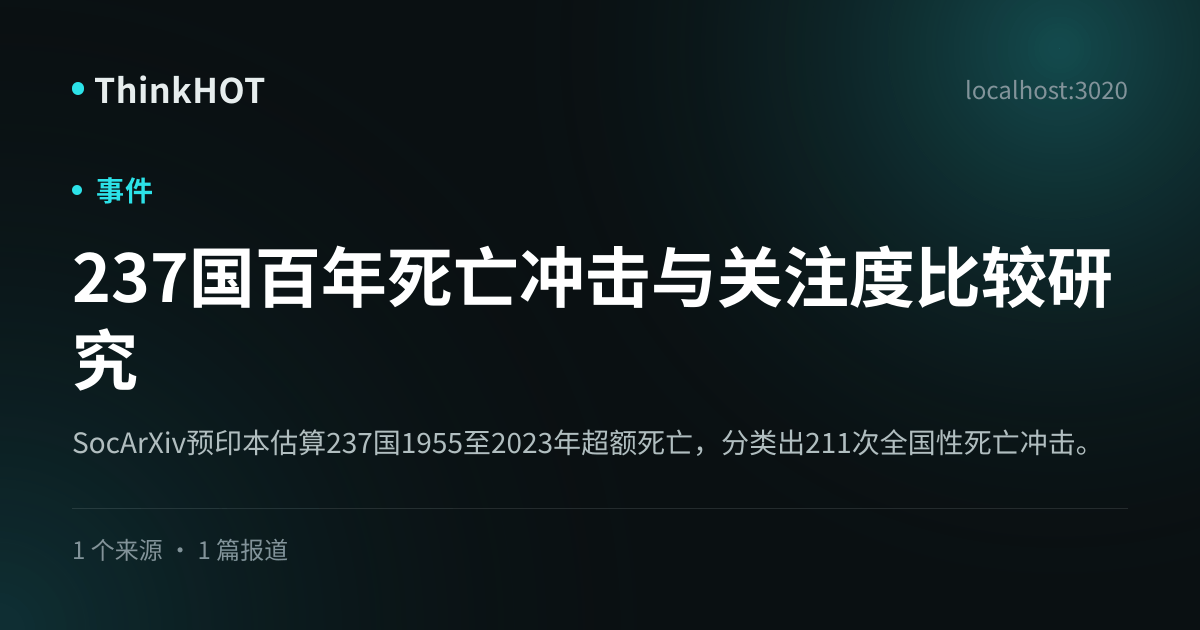 ThinkHOT
localhost:3020
事件
237国百年死亡冲击与关注度比较研
究
SocArXiv预印本估算237国1955至2023年超额死亡，分类出211次全国性死亡冲击。
1 个来源 · 1 篇报道